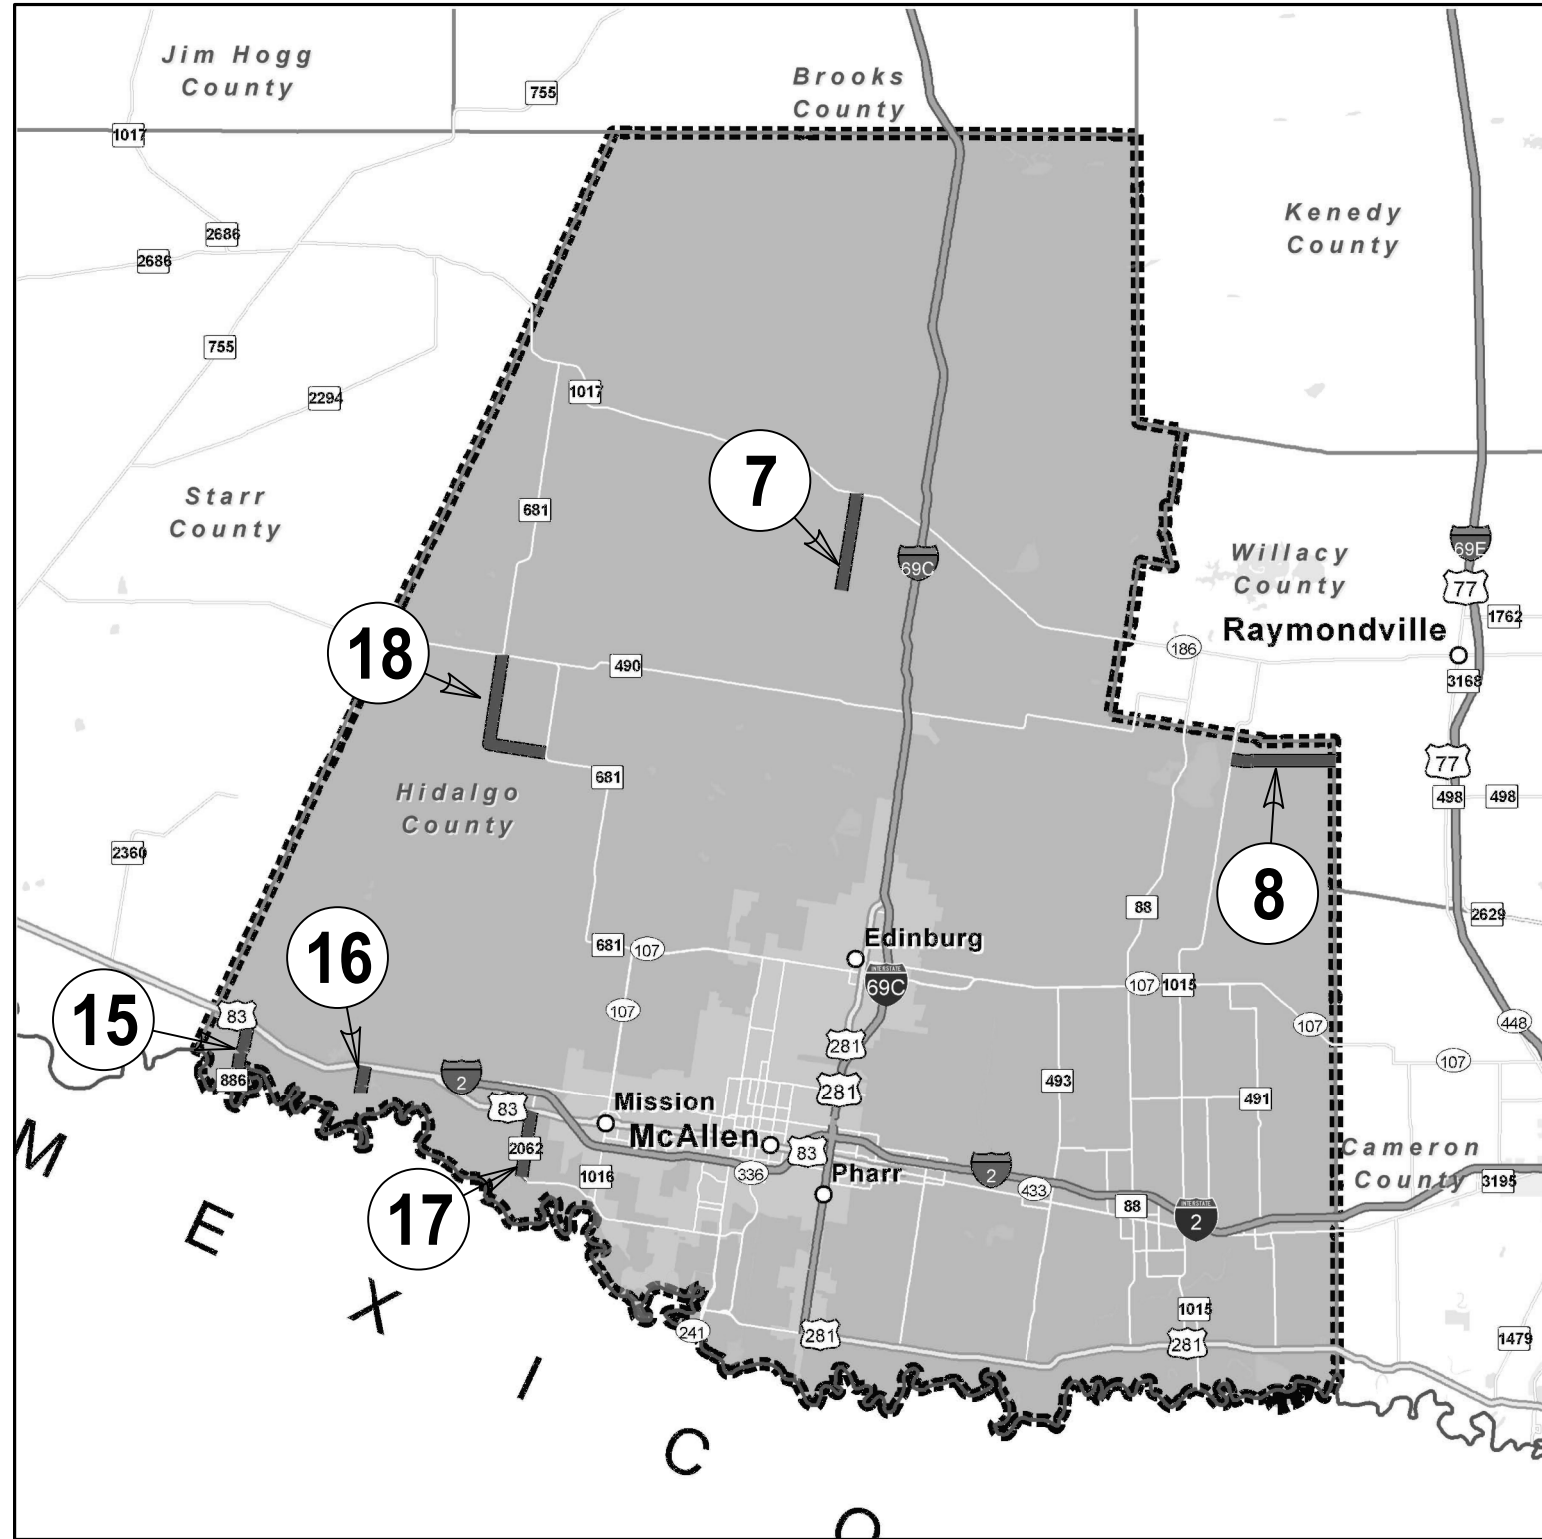 Jim Hogg
County
Brooks
County
755
1017
Kenedy
County
2686
2686
755
2294
1017
Starr
County
681
7
69C
69E
77
Willacy
County
1762
Raymondville
186
3168
18
490
77
681
Hidalgo
County
498
498
2360
8
88
2629
16
681
107
Edinburg
INTERSTATE
69C
107
1015
15
83
107
107
448
281
107
886
2
83
281
493
491
Mission
McAllen
2062
83
Cameron
County
1016
336
Pharr
2
433
3195
88
INTERSTATE
2
17
1015
241
281
281
1479
M
E
X
I
C
O